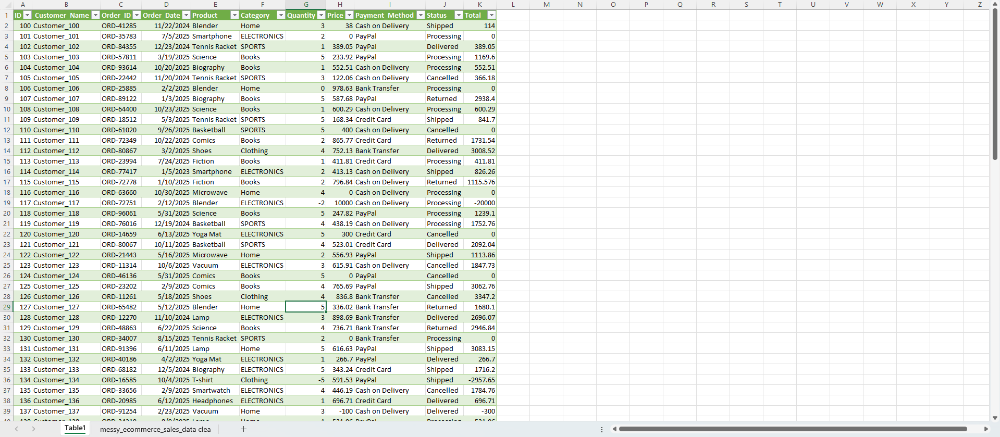 A B C D E F G H I J K L M N O P Q R S T U V W X Y Z
1 ID Customer_Name Order_ID Order_Date Product Category Quantity Price Payment_Method Status Total
2 100 Customer_100 ORD-41285 11/22/2024 Blender Home 3 38 Cash on Delivery Shipped 114
3 101 Customer_101 ORD-35783 7/5/2025 Smartphone ELECTRONICS 2 0 PayPal Processing 0
4 102 Customer_102 ORD-84355 12/23/2024 Tennis Racket SPORTS 1 389.05 PayPal Delivered 389.05
5 103 Customer_103 ORD-57811 3/19/2025 Science Books 5 233.92 PayPal Processing 1169.6
6 104 Customer_104 ORD-93614 10/20/2025 Biography Books 1 552.51 Cash on Delivery Processing 552.51
7 105 Customer_105 ORD-22442 11/20/2024 Tennis Racket SPORTS 3 122.06 Cash on Delivery Cancelled 366.18
8 106 Customer_106 ORD-25885 2/2/2025 Blender Home 0 978.63 Bank Transfer Processing 0
9 107 Customer_107 ORD-89122 1/3/2025 Biography Books 5 587.68 PayPal Returned 2938.4
10 108 Customer_108 ORD-64400 10/23/2025 Science Books 1 600.29 Cash on Delivery Processing 600.29
11 109 Customer_109 ORD-18512 5/3/2025 Tennis Racket SPORTS 5 168.34 Credit Card Shipped 841.7
12 110 Customer_110 ORD-61020 9/26/2025 Basketball SPORTS 5 400 Cash on Delivery Cancelled 0
13 111 Customer_111 ORD-72349 10/22/2025 Comics Books 2 865.77 Credit Card Returned 1731.54
14 112 Customer_112 ORD-80867 3/2/2025 Shoes Clothing 4 752.13 Bank Transfer Delivered 3008.52
15 113 Customer_113 ORD-23994 7/24/2025 Fiction Books 1 411.81 Credit Card Processing 411.81
16 114 Customer_114 ORD-77417 1/5/2023 Smartphone ELECTRONICS 2 413.13 Cash on Delivery Shipped 826.26
17 115 Customer_115 ORD-72778 1/10/2025 Fiction Books 2 796.84 Cash on Delivery Returned 1115.576
18 116 Customer_116 ORD-63660 10/30/2025 Microwave Home 4 0 Cash on Delivery Processing 0
19 117 Customer_117 ORD-72751 2/12/2025 Blender ELECTRONICS -2 10000 Cash on Delivery Processing -20000
20 118 Customer_118 ORD-96061 5/31/2025 Science Books 5 247.82 PayPal Processing 1239.1
21 119 Customer_119 ORD-76016 12/19/2024 Basketball SPORTS 4 438.19 Cash on Delivery Processing 1752.76
22 120 Customer_120 ORD-14659 6/13/2025 Yoga Mat ELECTRONICS 5 300 Credit Card Cancelled 0
23 121 Customer_121 ORD-80067 10/11/2025 Basketball SPORTS 4 523.01 Credit Card Delivered 2092.04
24 122 Customer_122 ORD-21443 5/16/2025 Microwave Home 2 556.93 PayPal Shipped 1113.86
25 123 Customer_123 ORD-11314 10/6/2025 Vacuum ELECTRONICS 3 615.91 Cash on Delivery Cancelled 1847.73
26 124 Customer_124 ORD-46136 5/31/2025 Comics Books 5 0 PayPal Cancelled 0
27 125 Customer_125 ORD-23202 2/9/2025 Comics Books 4 765.69 PayPal Shipped 3062.76
28 126 Customer_126 ORD-11261 5/18/2025 Shoes Clothing 4 836.8 Bank Transfer Cancelled 3347.2
29 127 Customer_127 ORD-65482 5/12/2025 Blender Home 5 336.02 Bank Transfer Returned 1680.1
30 128 Customer_128 ORD-12270 11/10/2024 Lamp ELECTRONICS 3 898.69 Bank Transfer Delivered 2696.07
31 129 Customer_129 ORD-48863 6/22/2025 Science Books 4 736.71 Bank Transfer Returned 2946.84
32 130 Customer_130 ORD-34007 8/15/2025 Tennis Racket SPORTS 2 0 Bank Transfer Processing 0
33 131 Customer_131 ORD-91396 6/11/2025 Lamp Home 5 616.63 PayPal Shipped 3083.15
34 132 Customer_132 ORD-40186 4/2/2025 Yoga Mat ELECTRONICS 1 266.7 PayPal Delivered 266.7
35 133 Customer_133 ORD-68182 12/5/2024 Biography ELECTRONICS 5 343.24 Credit Card Shipped 1716.2
36 134 Customer_134 ORD-16585 10/4/2025 T-shirt Clothing -5 591.53 PayPal Shipped -2957.65
37 135 Customer_135 ORD-33656 2/9/2025 Smartwatch ELECTRONICS 4 446.19 Cash on Delivery Cancelled 1784.76
38 136 Customer_136 ORD-20985 6/12/2025 Headphones ELECTRONICS 1 696.71 Credit Card Delivered 696.71
39 137 Customer_137 ORD-91254 2/23/2025 Vacuum Home 3 -100 Cash on Delivery Delivered -300
Table1 messy_ecommerce_sales_data clea